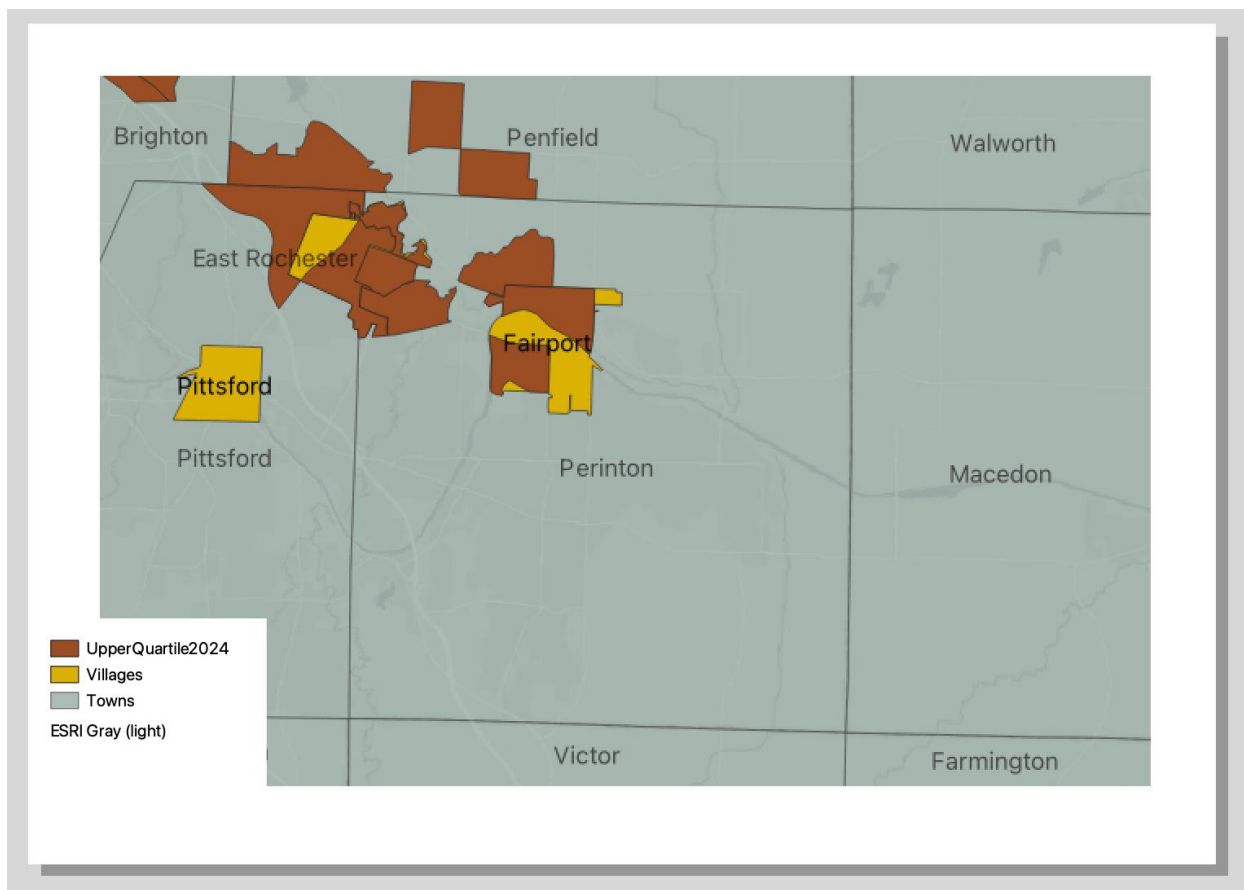 Brighton
Penfield
Walworth
East Rochester
Fairport
Pittsford
Pittsford
Perinton
Macedon
UpperQuartile2024
Villages
Towns
ESRI Gray (light)
Victor
Farmington